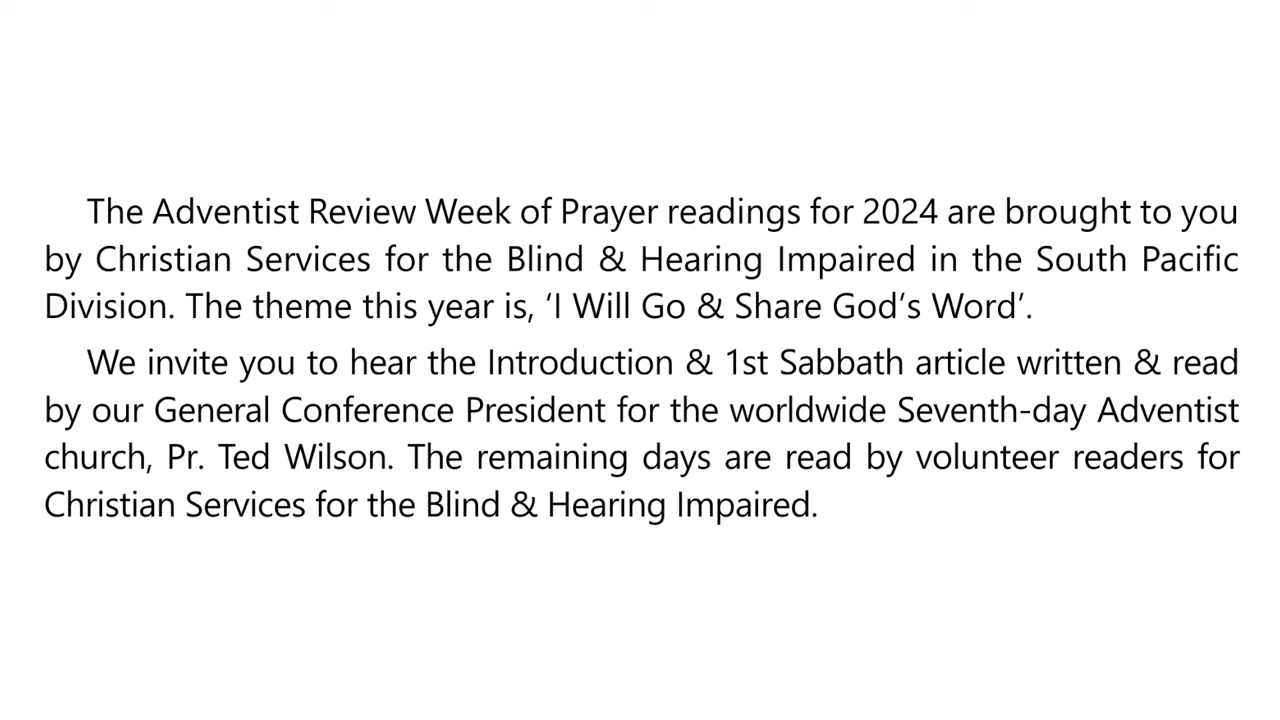 The Adventist Review Week of Prayer readings for 2024 are brought to you
by Christian Services for the Blind & Hearing Impaired in the South Pacific
Division. The theme this year is, ‘I Will Go & Share God’s Word’.
We invite you to hear the Introduction & 1st Sabbath article written & read
by our General Conference President for the worldwide Seventh-day Adventist
church, Pr. Ted Wilson. The remaining days are read by volunteer readers for
Christian Services for the Blind & Hearing Impaired.